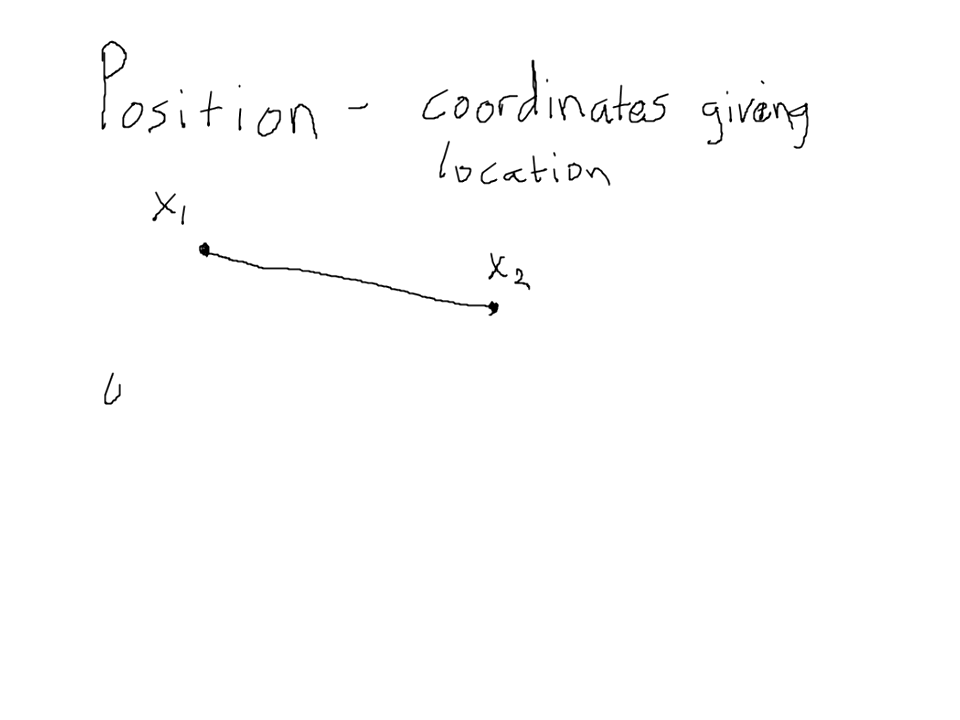 Position - coordinates giving
location
x₁
x₂